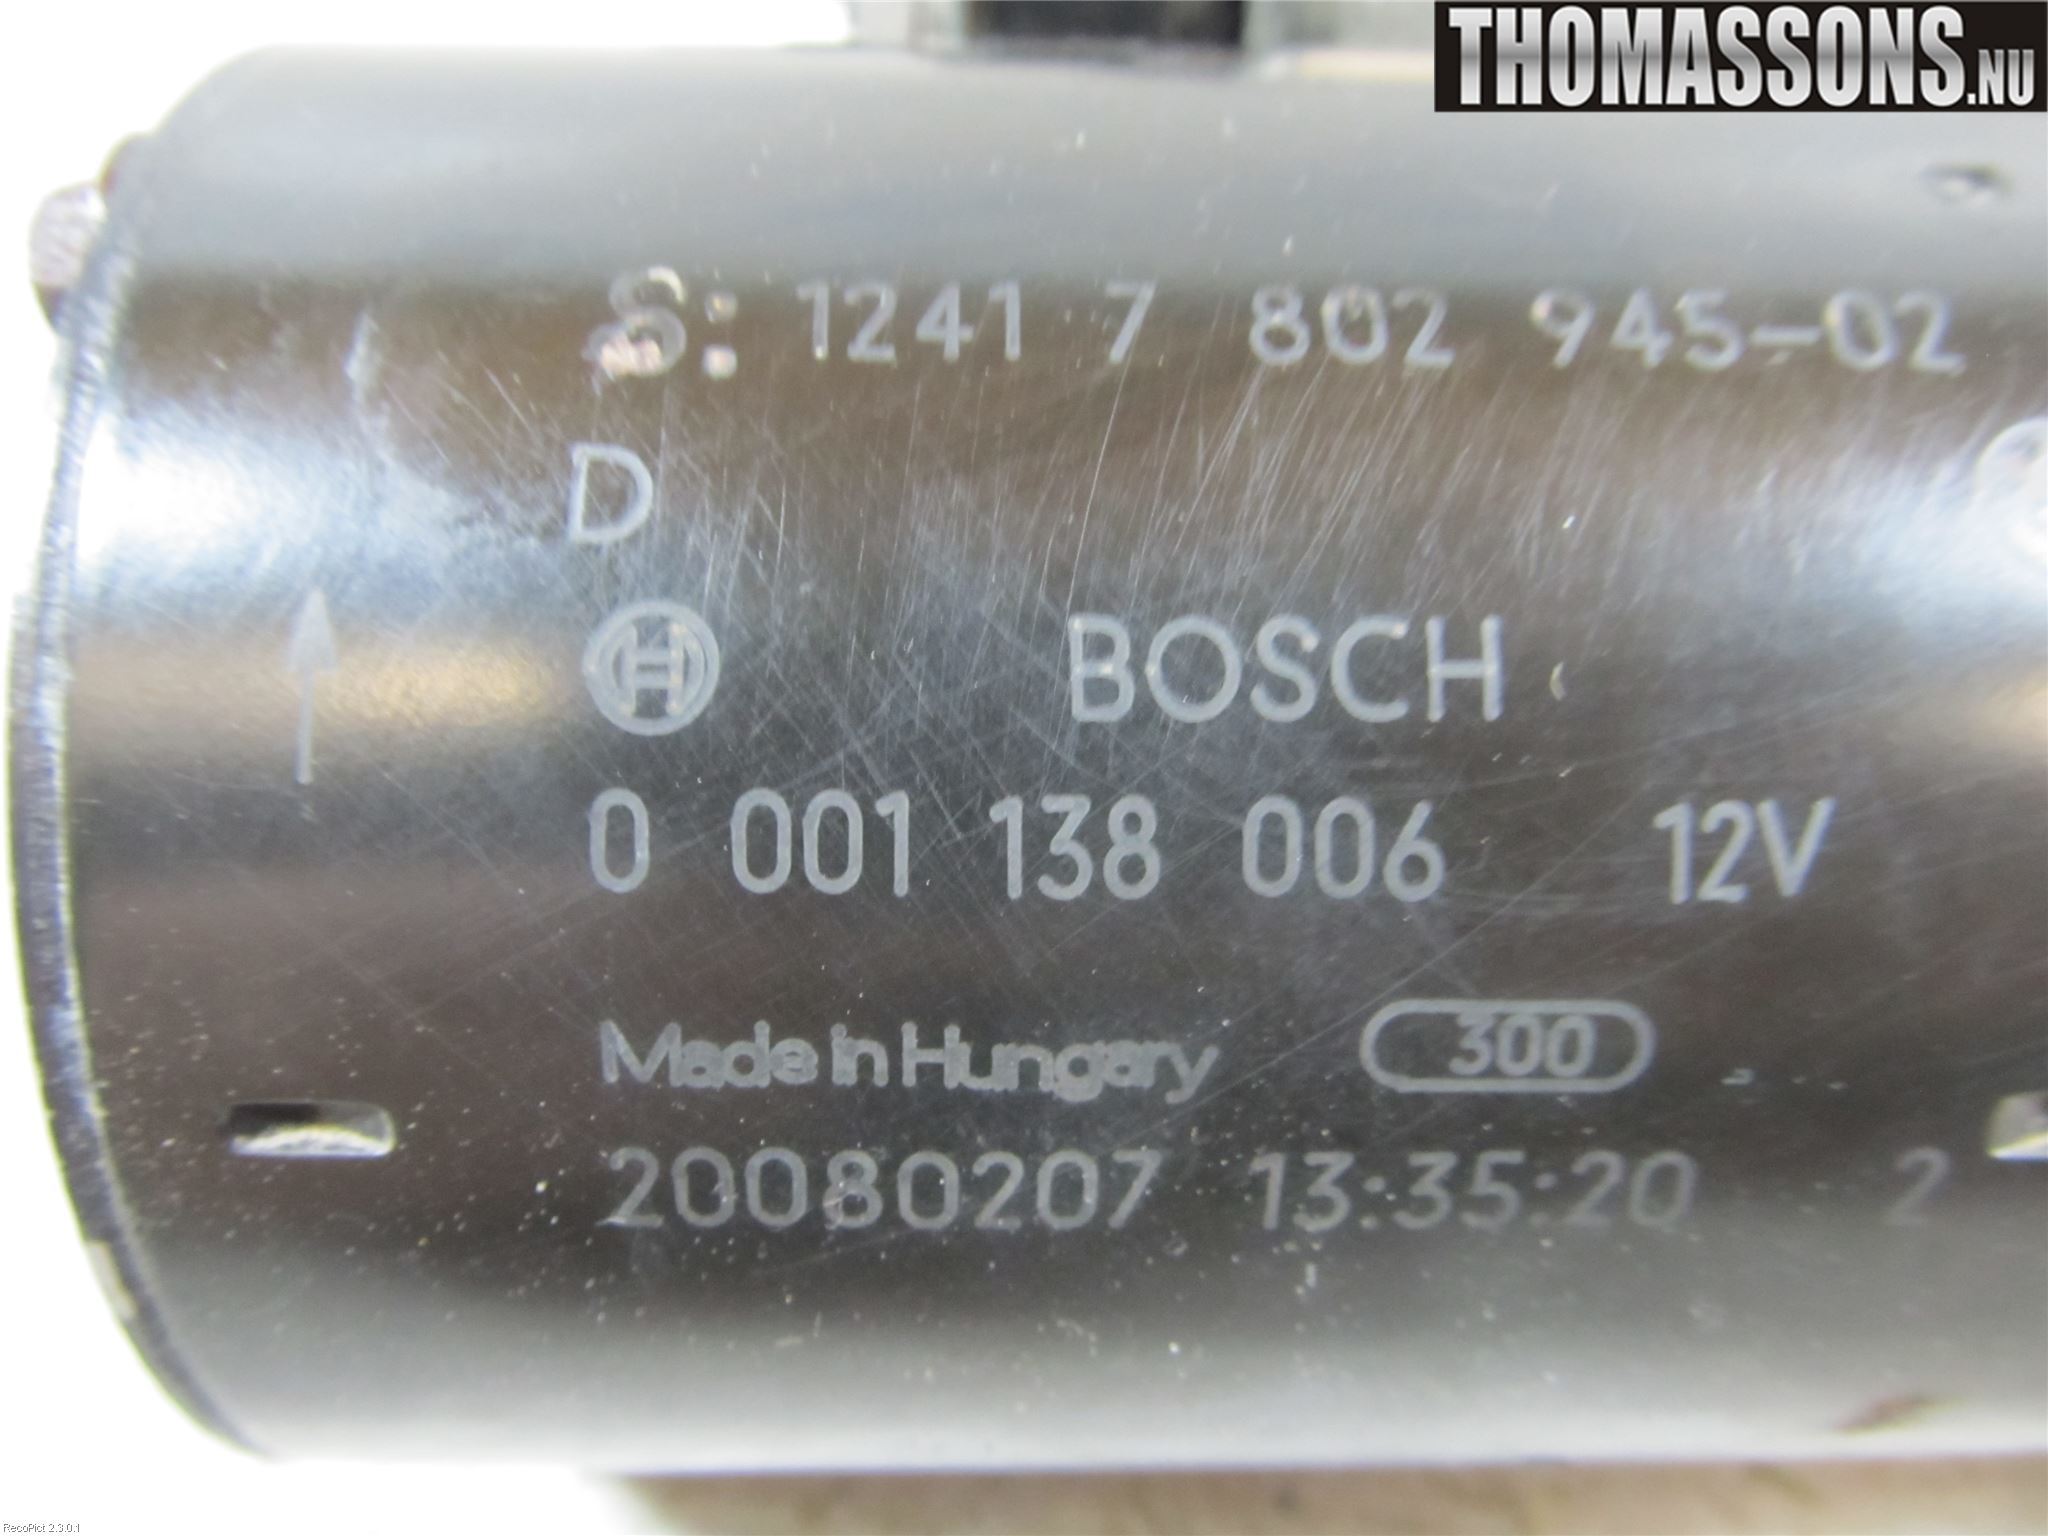 THOMASSONS.NU
S: 1241 7 802 945-02
D
H BOSCH
0 001 138 006 12V
Made in Hungary 300
20080207 13:35:20 2
RecoPict 2.3.0.1